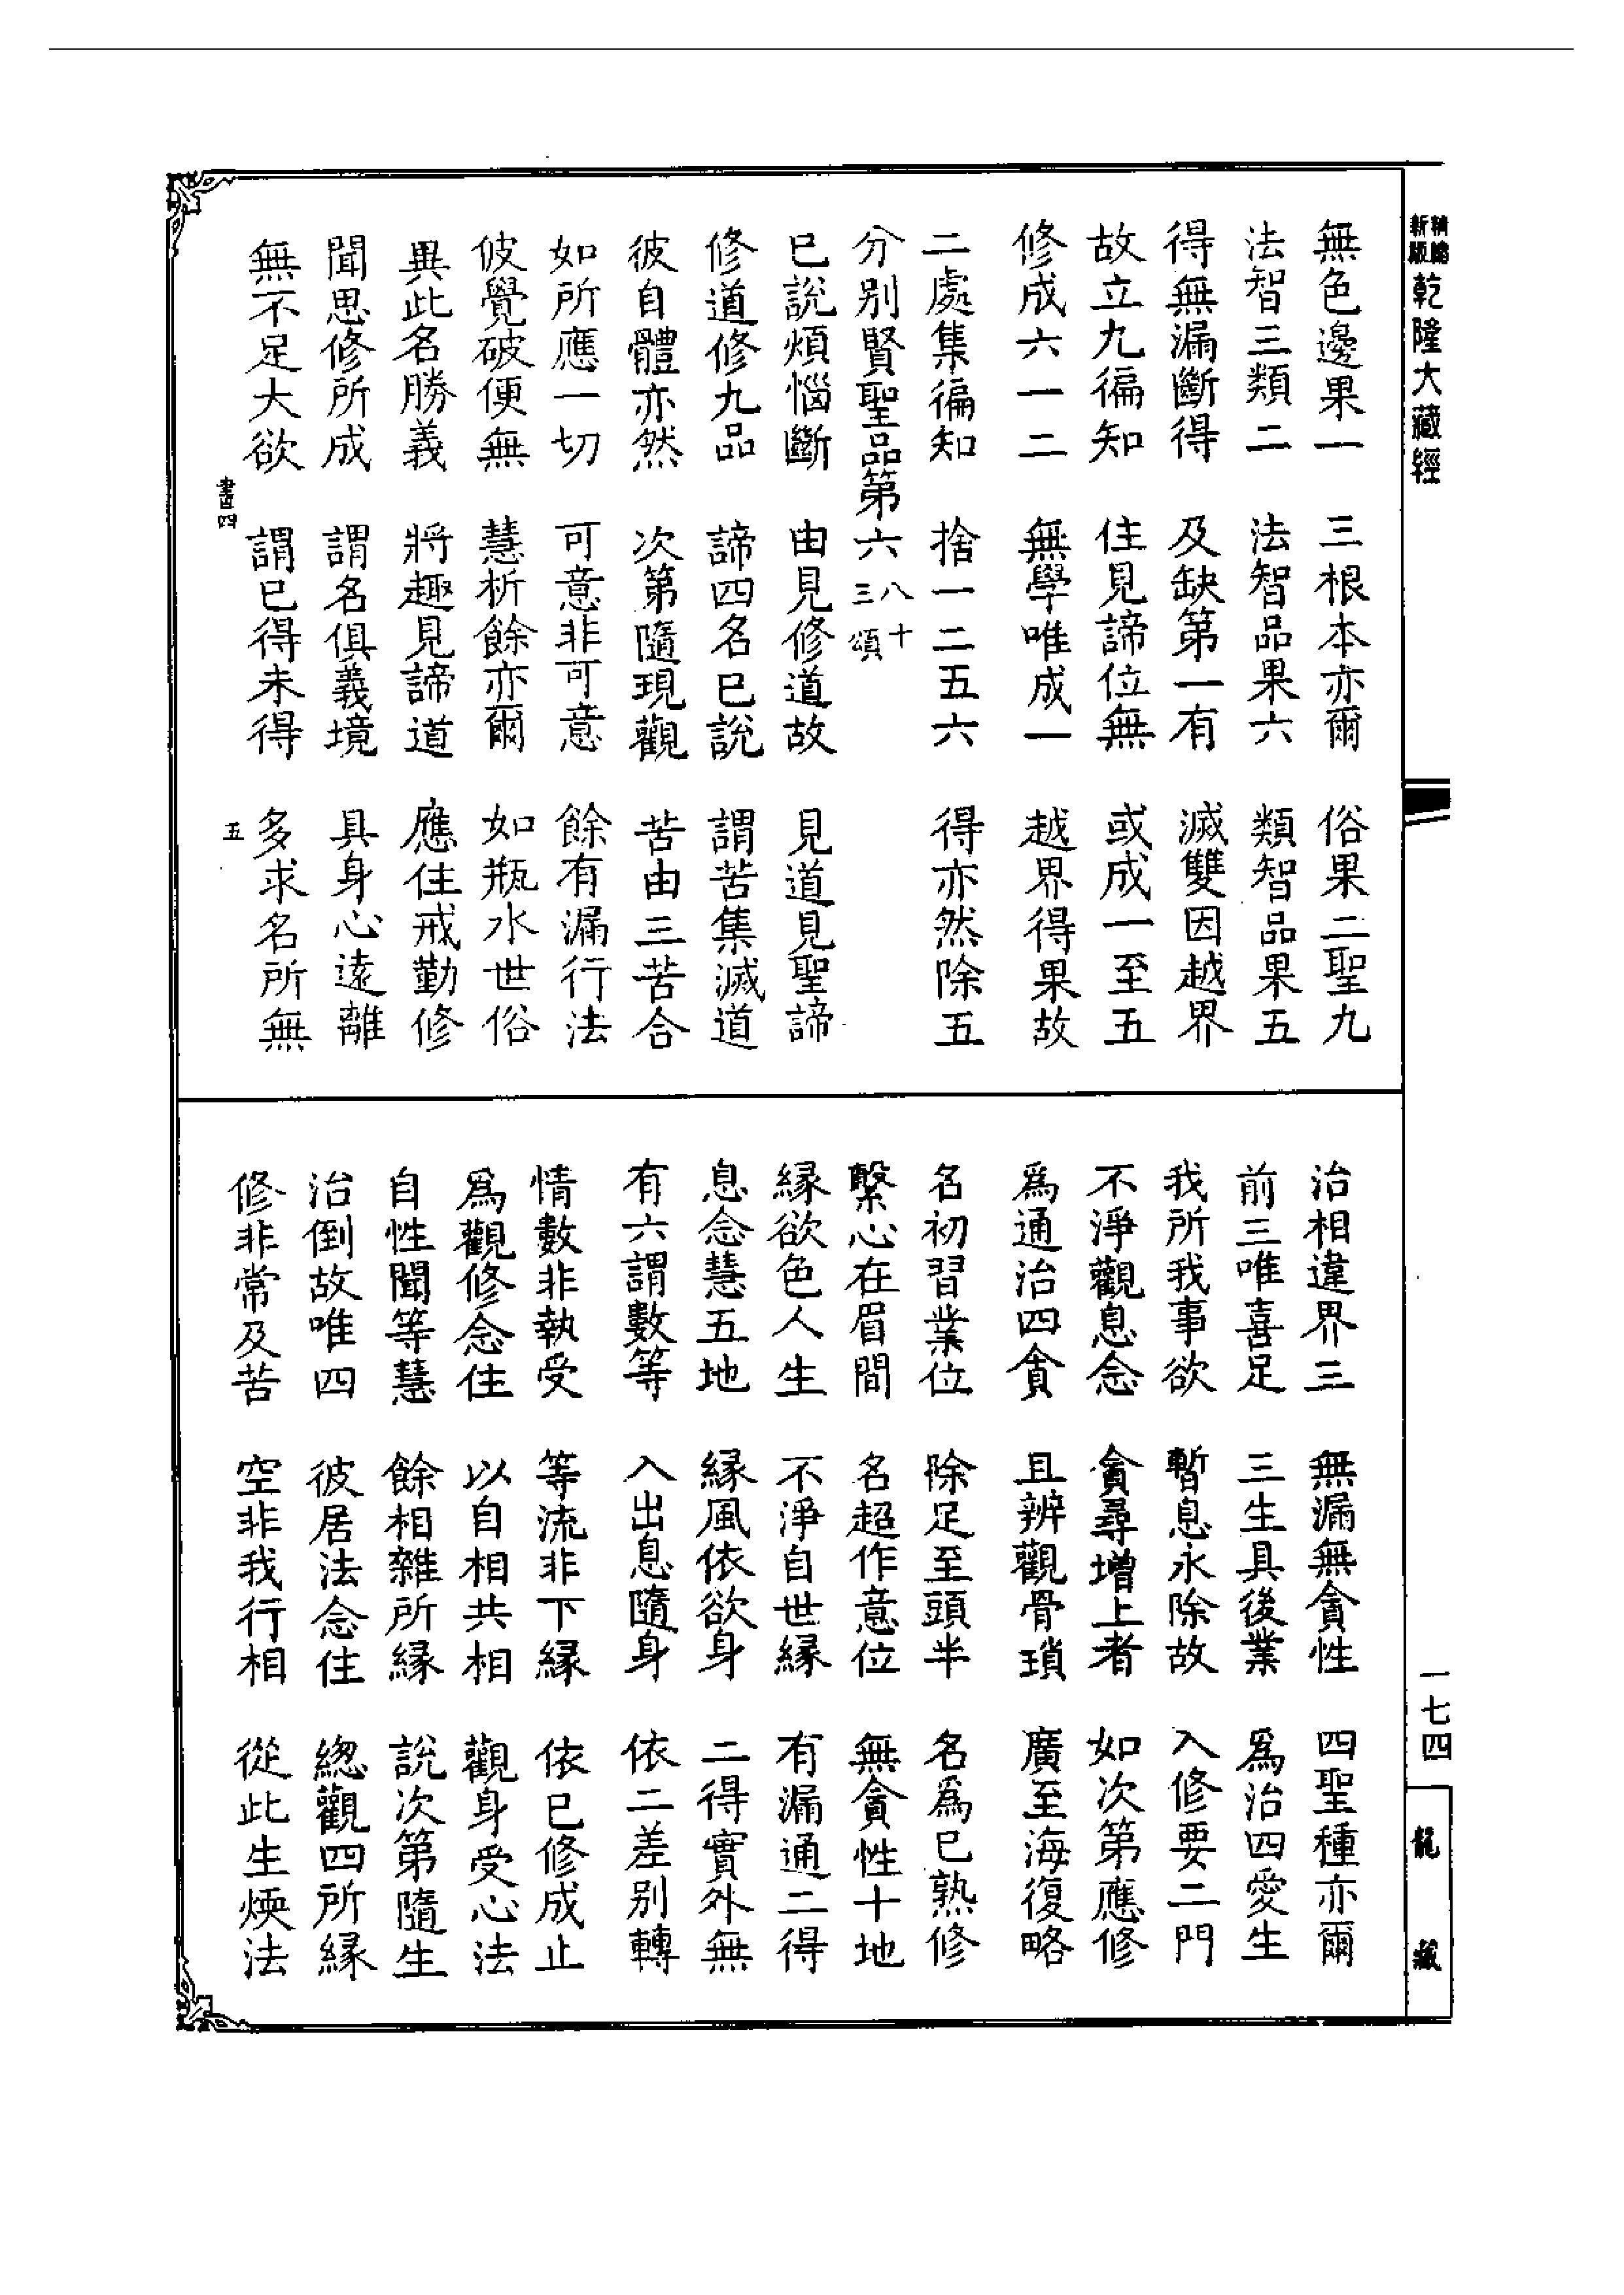 精縮新版乾隆大藏經
無色邊果一　三根本亦爾　俗果二聖九
法智三類二　法智品果六　類智品果五
得無漏斷得　及缺第一有　滅雙因越界
故立九徧知　住見諦位無　或成一至五
修成六一二　無學唯成一　越界得果故
二處集徧知　捨一二五六　得亦然除五
分別賢聖品第六八十三頌
已說煩惱斷　由見修道故　見道見聖諦
修道修九品　諦四名已說　謂苦集滅道
彼自體亦然　次第隨現觀　苦由三苦合
如所應一切　可意非可意　餘有漏行法
彼覺破便無　慧析餘亦爾　如瓶水世俗
異此名勝義　將趣見諦道　應住戒勤修
聞思修所成　謂名俱義境　具身心遠離
無不足大欲　謂已得未得　多求名所無
書四　五
治相違界三　無漏無貪性　四聖種亦爾
前三唯喜足　三生具後業　爲治四愛生
我所我事欲　暫息永除故　入修要二門
不淨觀息念　貪尋增上者　如次第應修
爲通治四貪　且辨觀骨瑣　廣至海復略
名初習業位　除足至頭半　名爲已熟修
繫心在眉間　名超作意位　無貪性十地
緣欲色人生　不淨自世緣　有漏通二得
息念慧五地　緣風依欲身　二得實外無
有六謂數等　入出息隨身　依二差別轉
情數非執受　等流非下緣　依已修成止
爲觀修念住　以自相共相　觀身受心法
自性聞等慧　餘相雜所緣　說次第隨生
治倒故唯四　彼居法念住　緫觀四所緣
修非常及苦　空非我行相　從此生煗法
一七四
龍藏